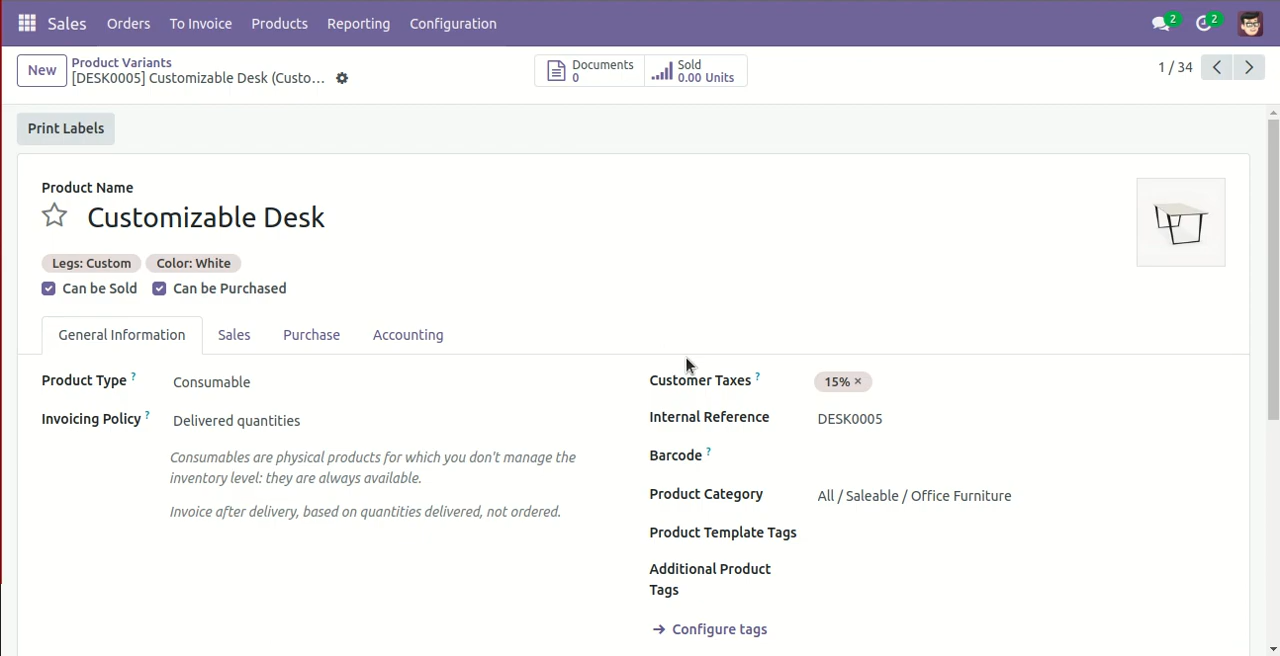 Sales Orders To Invoice Products Reporting Configuration 2 2
New Product Variants
[DESK0005] Customizable Desk (Custo...
Documents
0
Sold
0.00 Units
1 / 34
Print Labels
Product Name
Customizable Desk
Legs: Custom Color: White
Can be Sold Can be Purchased
General Information Sales Purchase Accounting
Product Type ? Consumable
Invoicing Policy ? Delivered quantities
Consumables are physical products for which you don't manage the
inventory level: they are always available.
Invoice after delivery, based on quantities delivered, not ordered.
Customer Taxes ? 15% ×
Internal Reference DESK0005
Barcode ?
Product Category All / Saleable / Office Furniture
Product Template Tags
Additional Product
Tags
→ Configure tags